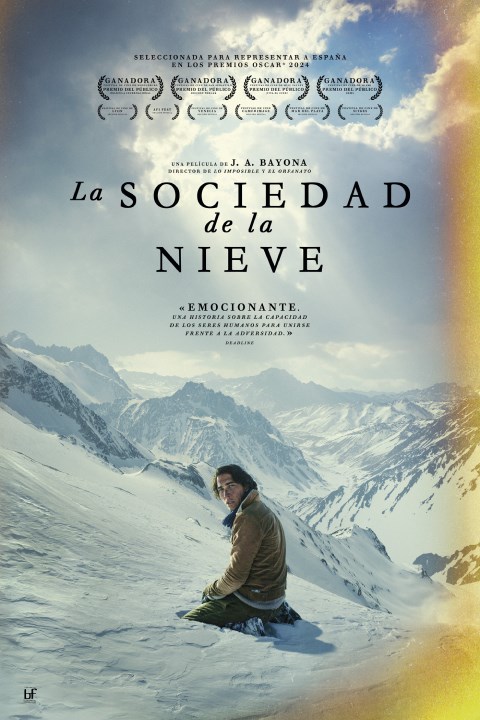 SELECCIONADA PARA REPRESENTAR A ESPAÑA
EN LOS PREMIOS OSCAR® 2024
GANADORA GANADORA GANADORA GANADORA
PREMIO DEL PÚBLICO PREMIO DEL PÚBLICO PREMIO DEL PÚBLICO PREMIO DEL PÚBLICO
UNA PELÍCULA DE J. A. BAYONA
DIRECTOR DE LO IMPOSIBLE Y EL ORFANATO
La SOCIEDAD
de la
NIEVE
«EMOCIONANTE.
UNA HISTORIA SOBRE LA CAPACIDAD
DE LOS SERES HUMANOS PARA UNIRSE
FRENTE A LA ADVERSIDAD.»
DEADLINE